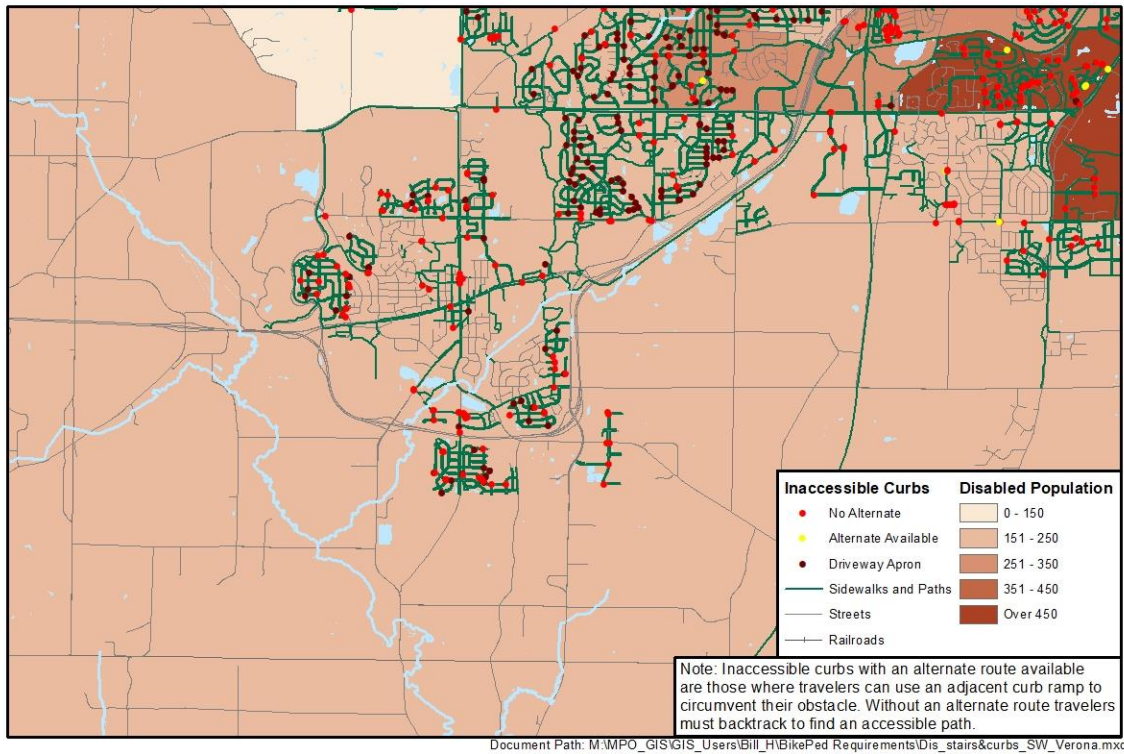 Inaccessible Curbs
No Alternate
Alternate Available
Driveway Apron
Sidewalks and Paths
Streets
Railroads
Disabled Population
0 - 150
151 - 250
251 - 350
351 - 450
Over 450
Note: Inaccessible curbs with an alternate route available
are those where travelers can use an adjacent curb ramp to
circumvent their obstacle. Without an alternate route travelers
must backtrack to find an accessible path.
Document Path: M:\MPO_GIS\GIS_Users\Bill_H\BikePed Requirements\Dis_stairs&curbs_SW_Verona.mxd